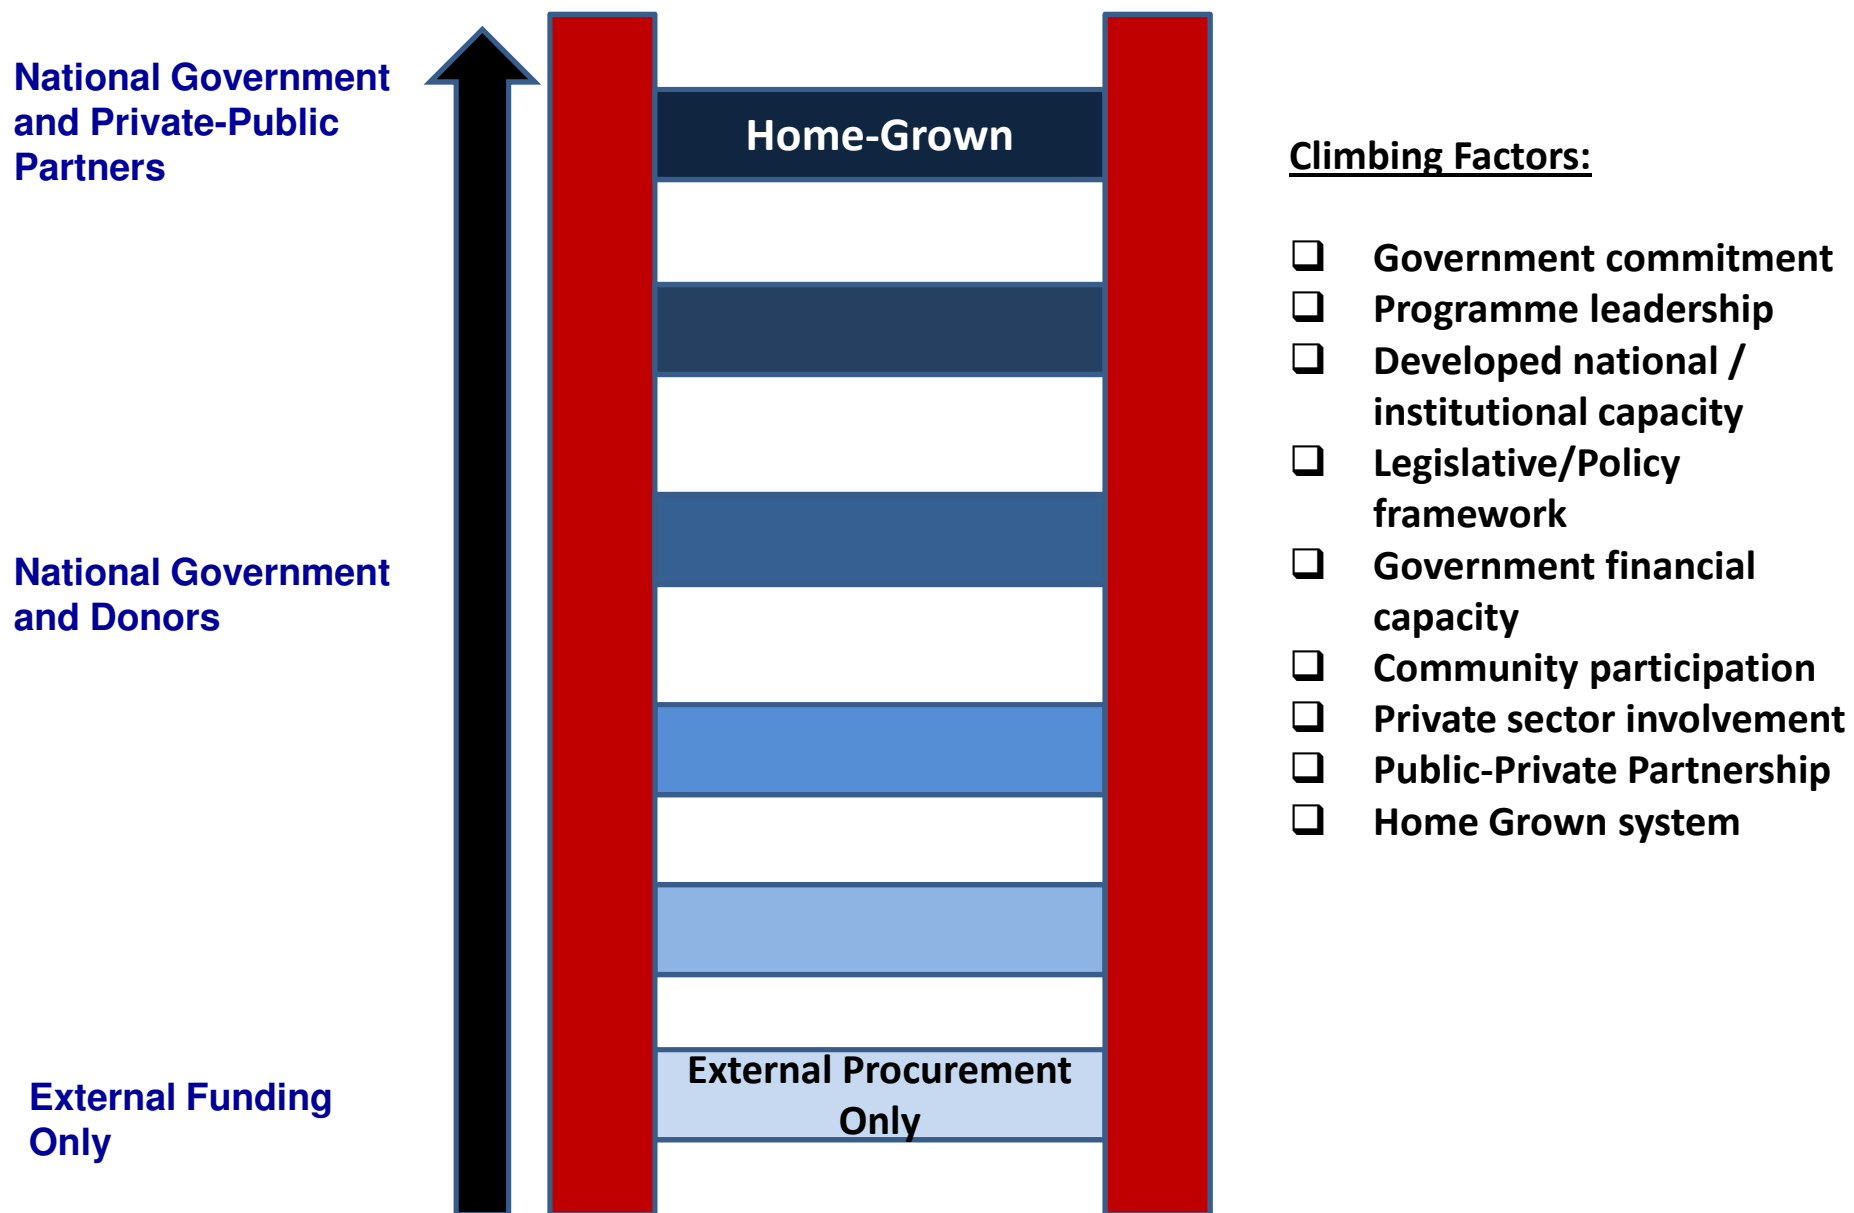 National Government
and Private-Public
Partners
National Government
and Donors
External Funding
Only
Home-Grown
External Procurement
Only
Climbing Factors:
Government commitment
Programme leadership
Developed national /
institutional capacity
Legislative/Policy
framework
Government financial
capacity
Community participation
Private sector involvement
Public-Private Partnership
Home Grown system